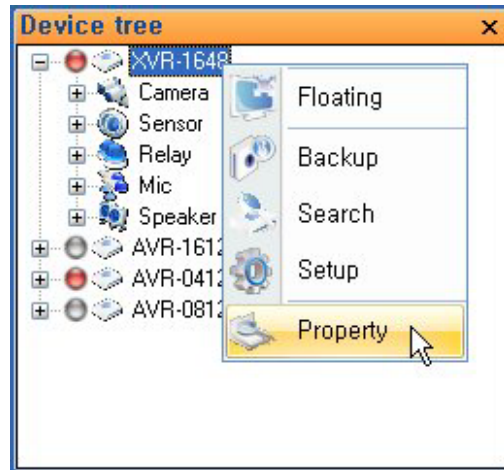 Device tree
XVR-1648
Camera
Sensor
Relay
Mic
Speaker
AVR-1612
AVR-0412
AVR-0812
Floating
Backup
Search
Setup
Property